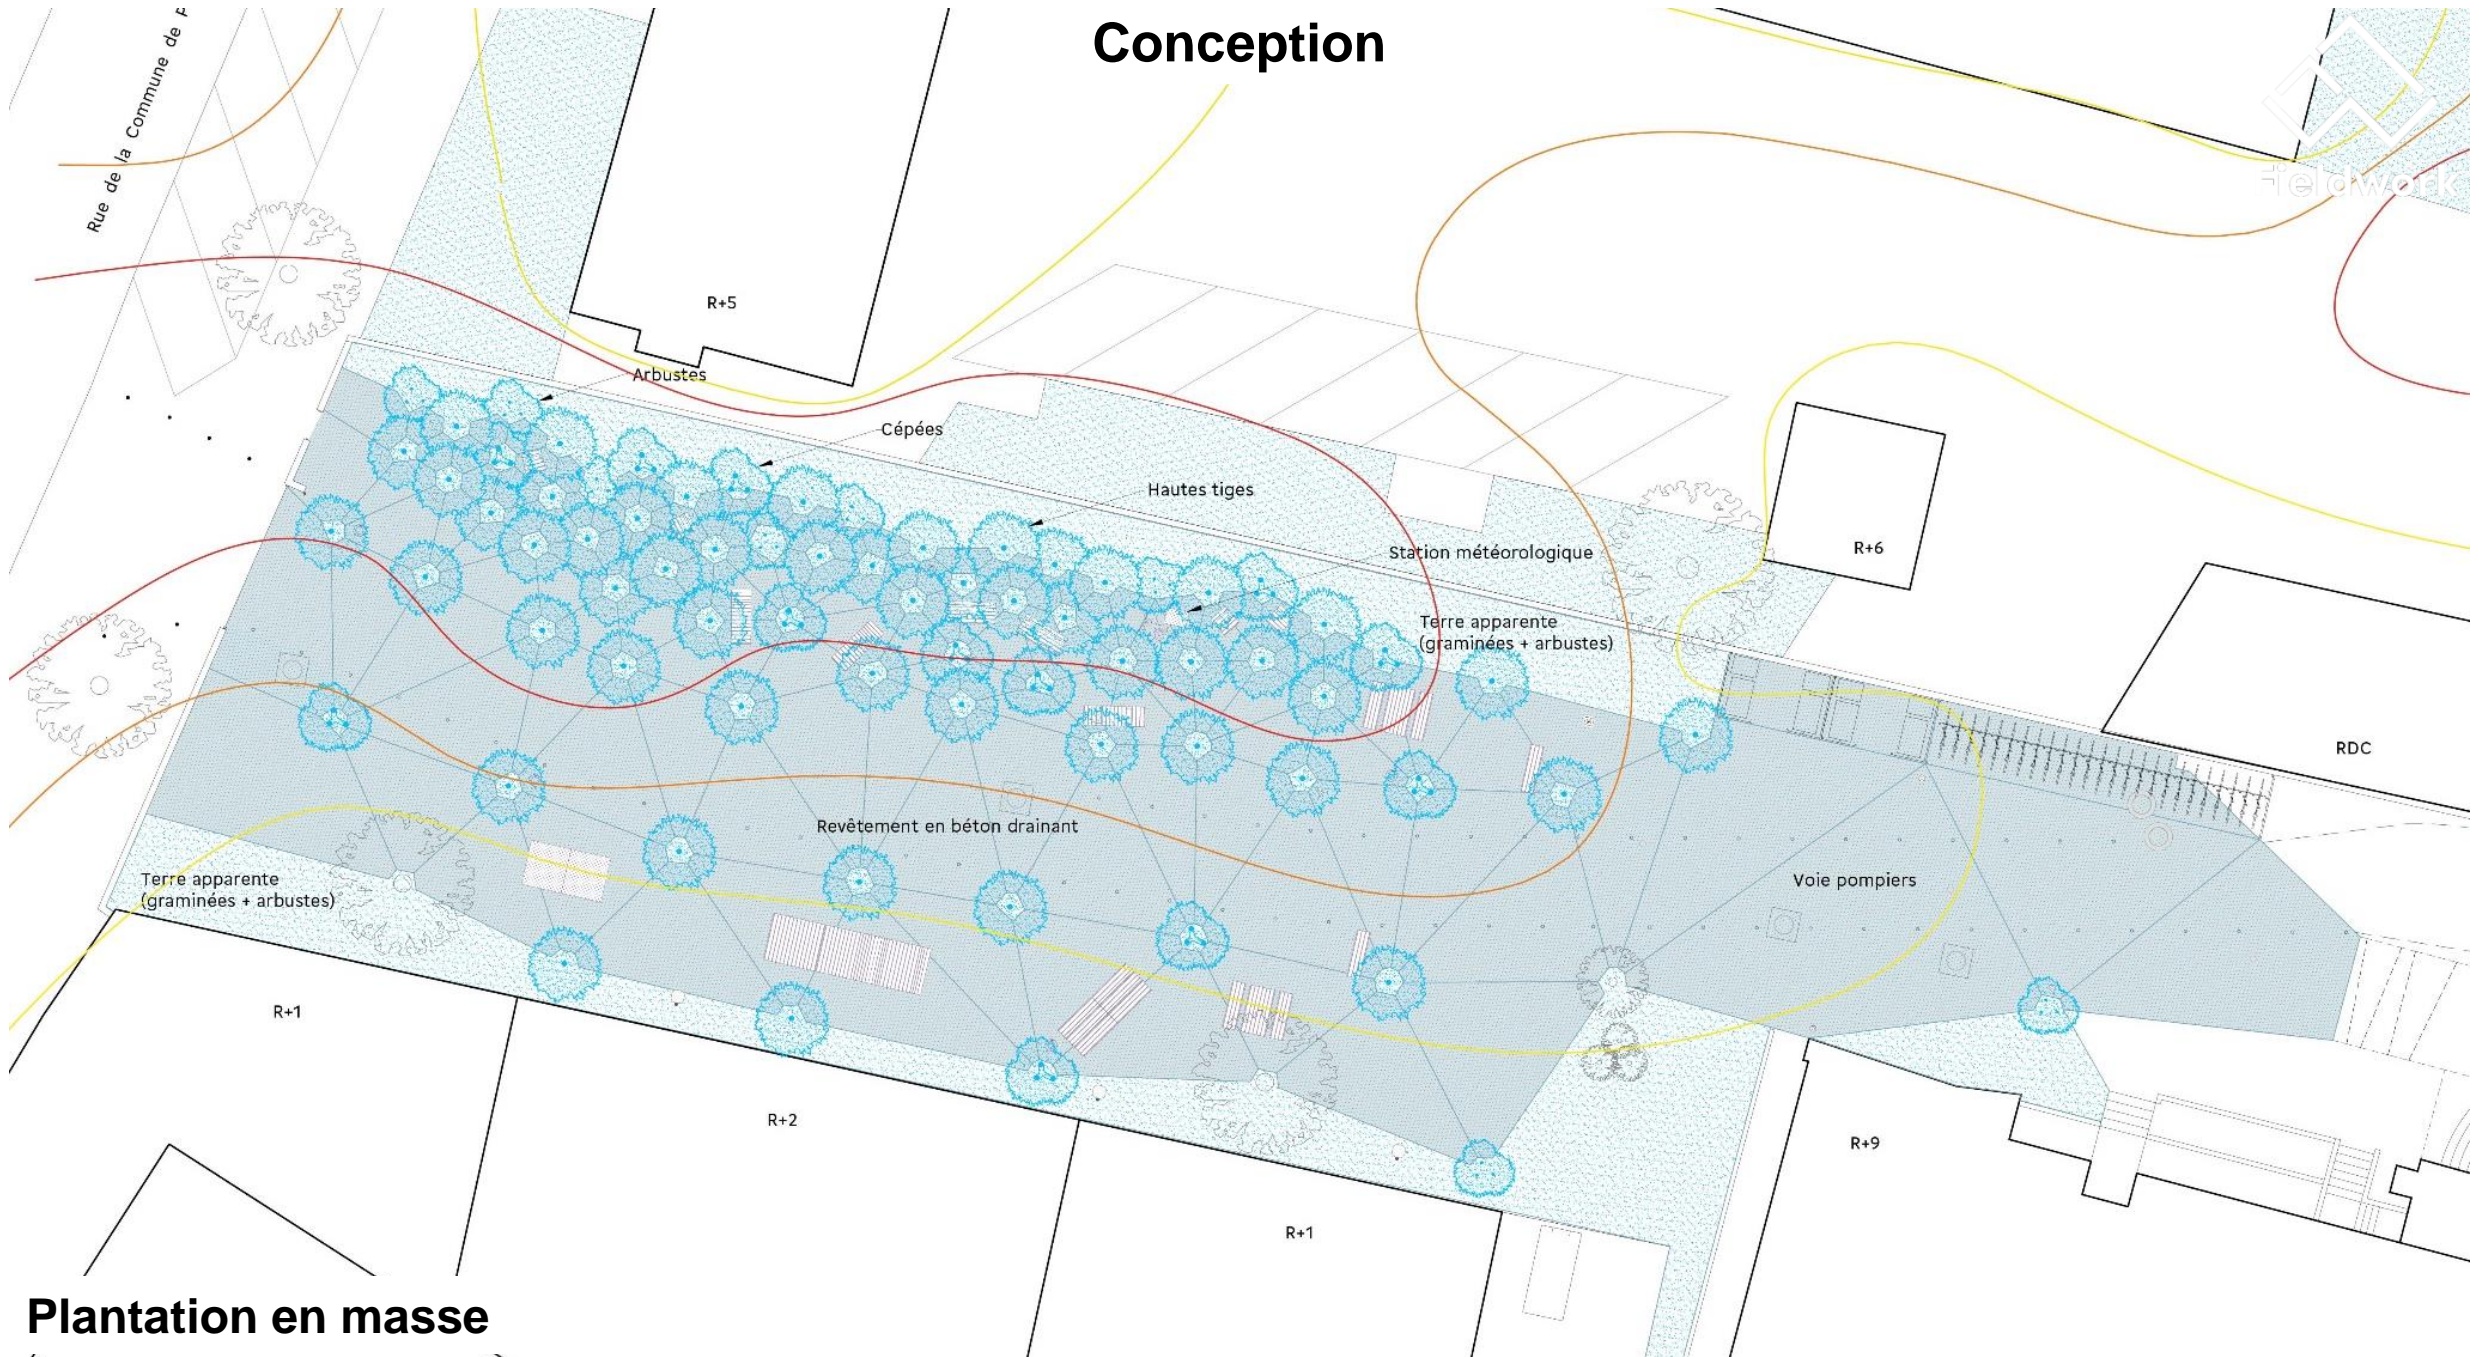 Conception
Rue de la Commune de
Fieldwork
R+5
Arbustes
Cépées
Hautes tiges
Station météorologique
R+6
Terre apparente
(graminées + arbustes)
RDC
Revêtement en béton drainant
Voie pompiers
Terre apparente
(graminées + arbustes)
R+1
R+2
R+9
R+1
Plantation en masse